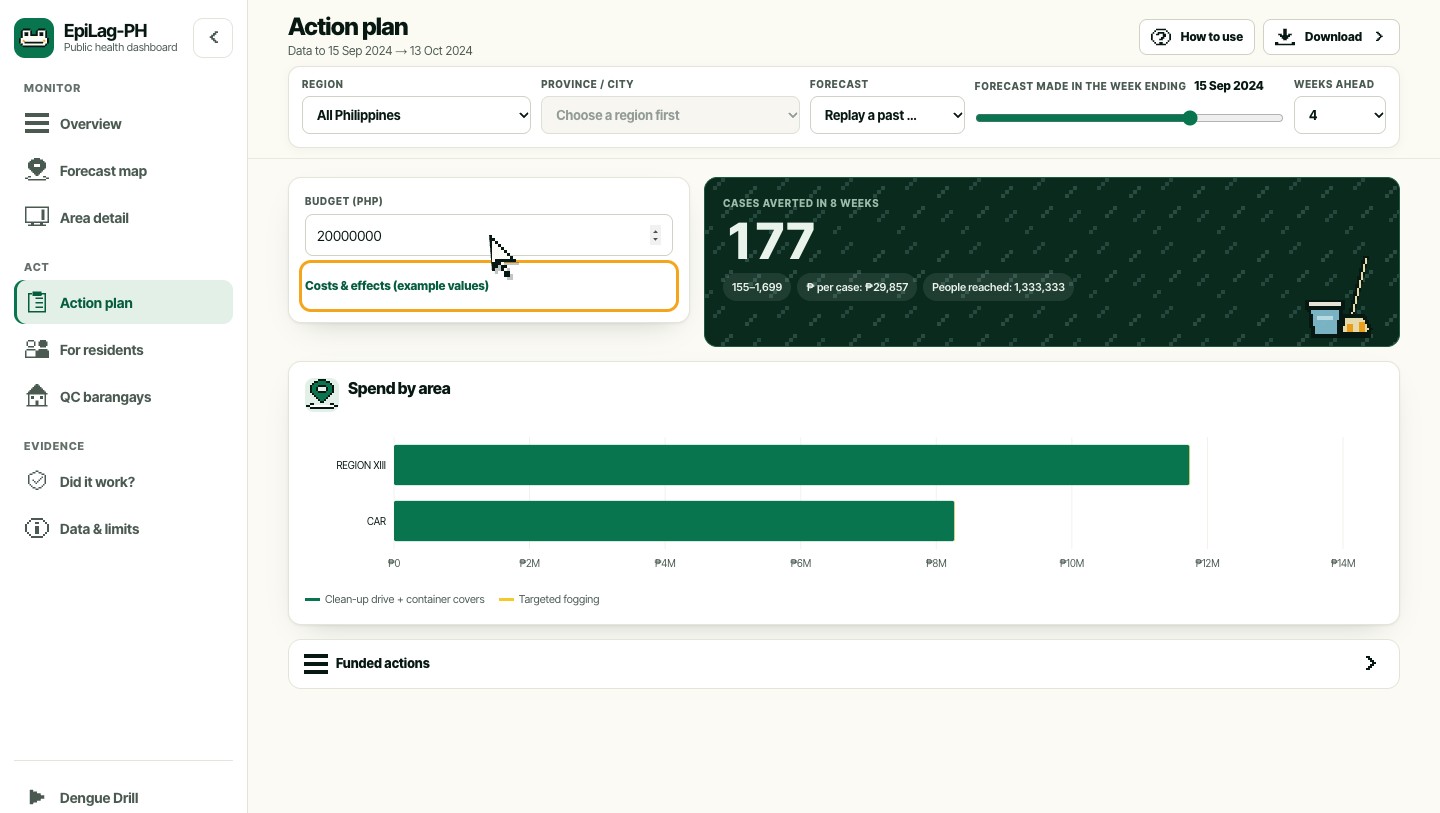 EpiLag-PH
Public health dashboard
MONITOR
Overview
Forecast map
Area detail
ACT
Action plan
For residents
QC barangays
EVIDENCE
Did it work?
Data & limits
Dengue Drill
Action plan
Data to 15 Sep 2024 → 13 Oct 2024
How to use
Download
REGION
All Philippines
PROVINCE / CITY
Choose a region first
FORECAST
Replay a past ...
FORECAST MADE IN THE WEEK ENDING 15 Sep 2024
WEEKS AHEAD
4
BUDGET (PHP)
20000000
Costs & effects (example values)
CASES AVERTED IN 8 WEEKS
177
155–1,699
₱ per case: ₱29,857
People reached: 1,333,333
Spend by area
REGION XIII
CAR
₱0 ₱2M ₱4M ₱6M ₱8M ₱10M ₱12M ₱14M
Clean-up drive + container covers
Targeted fogging
Funded actions